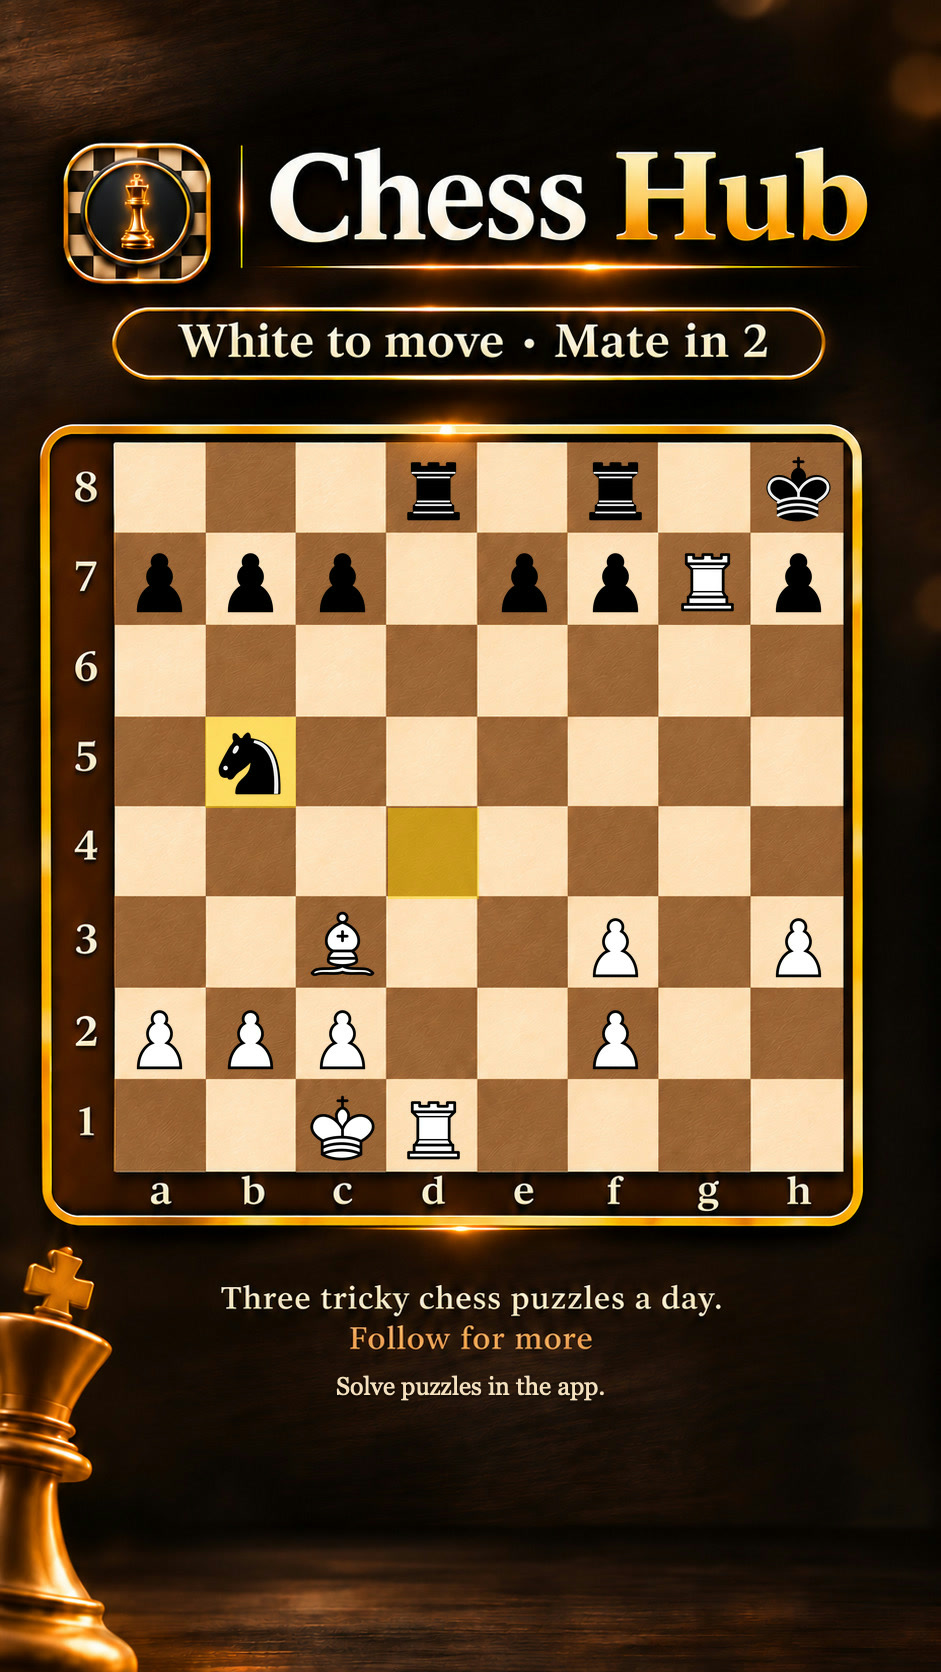 Chess Hub
White to move • Mate in 2
8
7
6
5
4
3
2
1
a b c d e f g h
Three tricky chess puzzles a day.
Follow for more
Solve puzzles in the app.